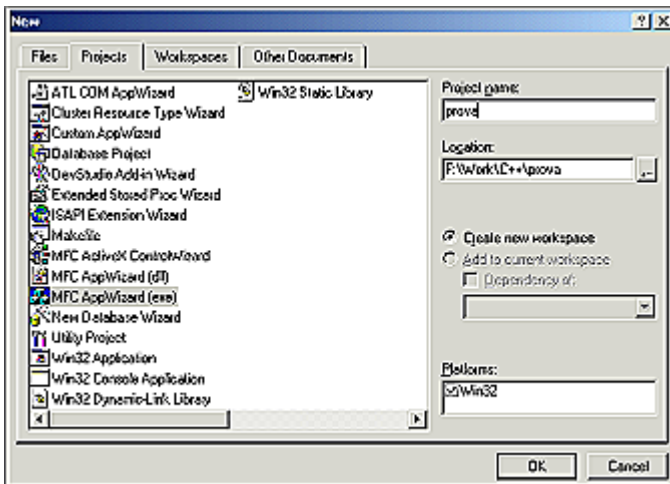 New
Files
Projects
Workspaces
Other Documents
ATL COM AppWizard
Cluster Resource Type Wizard
Custom AppWizard
Database Project
DevStudio Add-in Wizard
Extended Stored Proc Wizard
ISAPI Extension Wizard
Makefile
MFC ActiveX ControlWizard
MFC AppWizard (dll)
MFC AppWizard (exe)
New Database Wizard
Utility Project
Win32 Application
Win32 Console Application
Win32 Dynamic-Link Library
Win32 Static Library
Project name:
prova
Location:
F:\Work\C++\prova
...
Create new workspace
Add to current workspace
Dependency of:
Platforms:
Win32
OK
Cancel